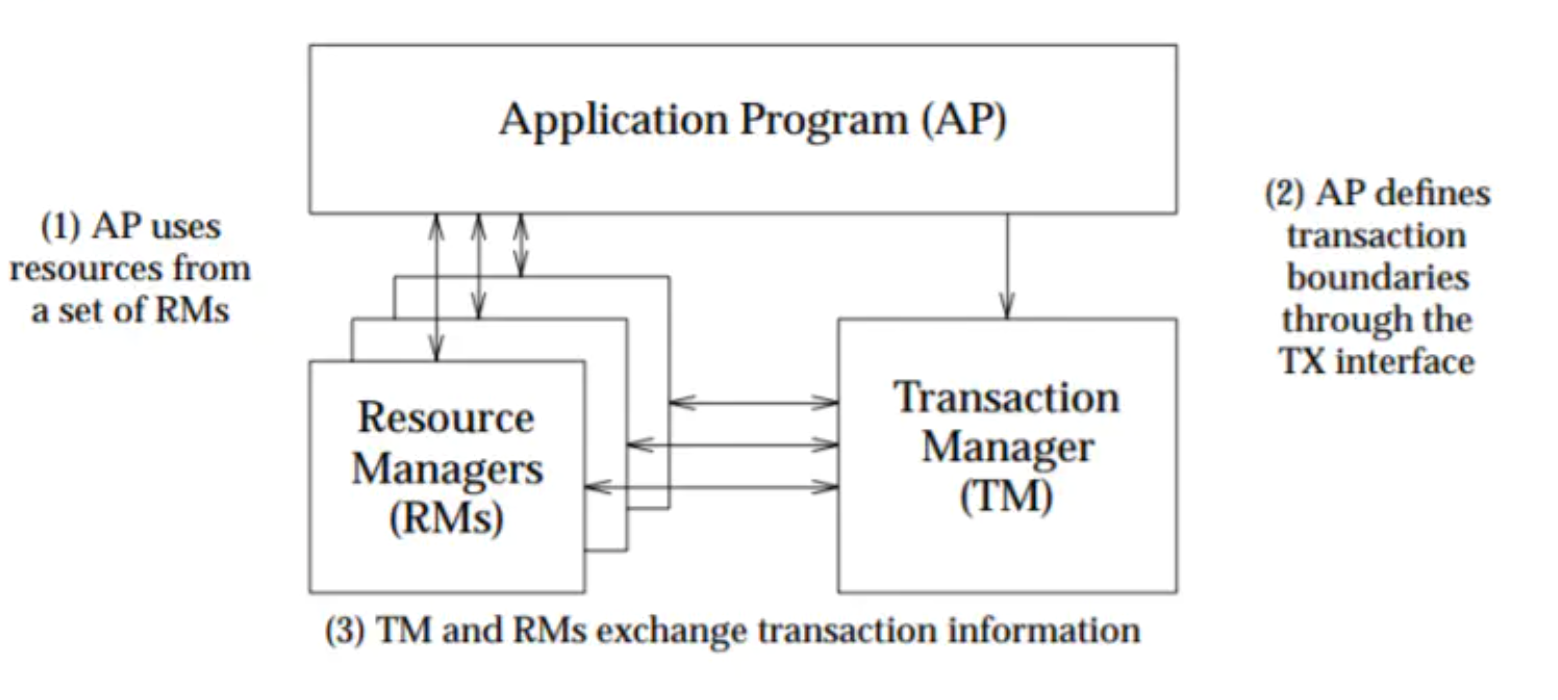 Application Program (AP)
(1) AP uses
resources from
a set of RMs
(2) AP defines
transaction
boundaries
through the
TX interface
Resource
Managers
(RMs)
Transaction
Manager
(TM)
(3) TM and RMs exchange transaction information